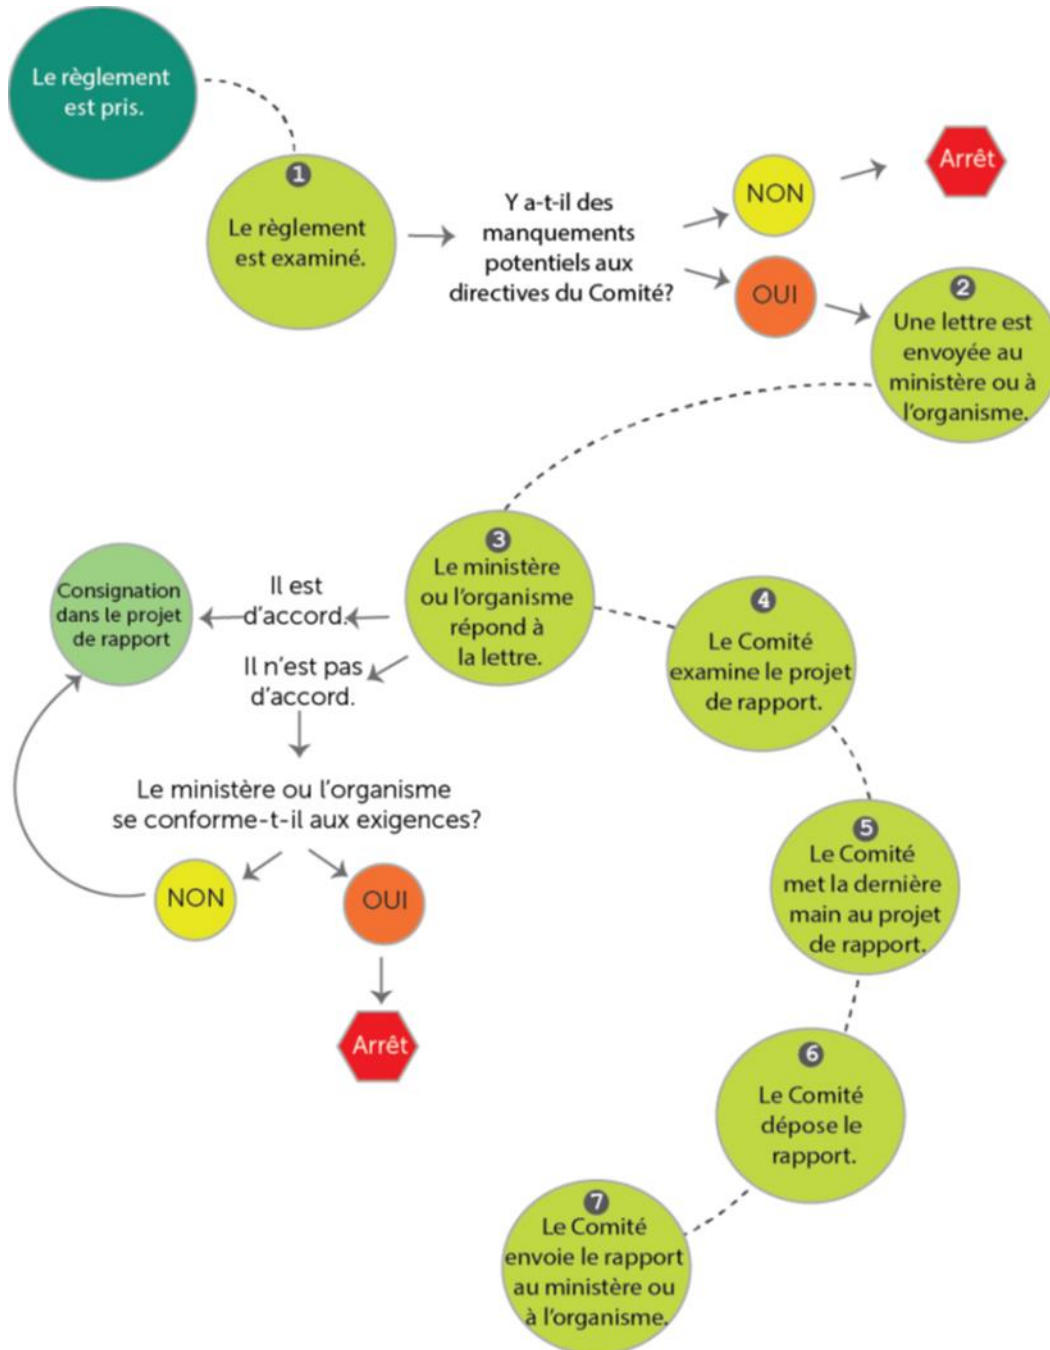 Le règlement
est pris.
1
Le règlement
est examiné.
Y a-t-il des
manquements
potentiels aux
directives du Comité?
NON
Arrêt
OUI
2
Une lettre est
envoyée au
ministère ou à
l'organisme.
3
Le ministère
ou l'organisme
répond à
la lettre.
Il est
d'accord.
Consignation
dans le projet
de rapport
Il n'est pas
d'accord.
Le ministère ou l'organisme
se conforme-t-il aux exigences?
NON
OUI
Arrêt
4
Le Comité
examine le projet
de rapport.
5
Le Comité
met la dernière
main au projet
de rapport.
6
Le Comité
dépose le
rapport.
7
Le Comité
envoie le rapport
au ministère ou
à l'organisme.